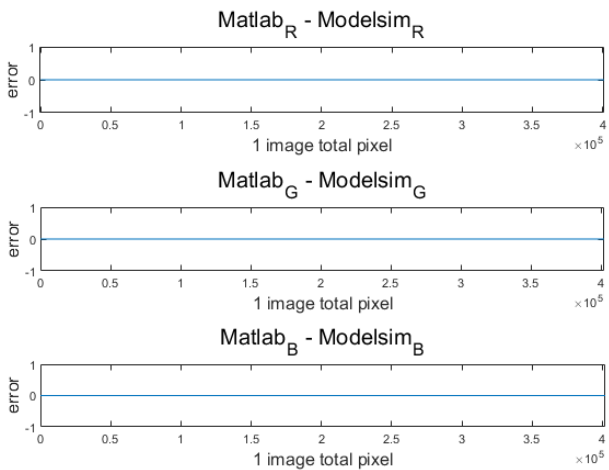 Matlab_R - Modelsim_R
1
0
-1
error
0 0.5 1 1.5 2 2.5 3 3.5 4
1 image total pixel
×10^5
Matlab_G - Modelsim_G
1
0
-1
error
0 0.5 1 1.5 2 2.5 3 3.5 4
1 image total pixel
×10^5
Matlab_B - Modelsim_B
1
0
-1
error
0 0.5 1 1.5 2 2.5 3 3.5 4
1 image total pixel
×10^5